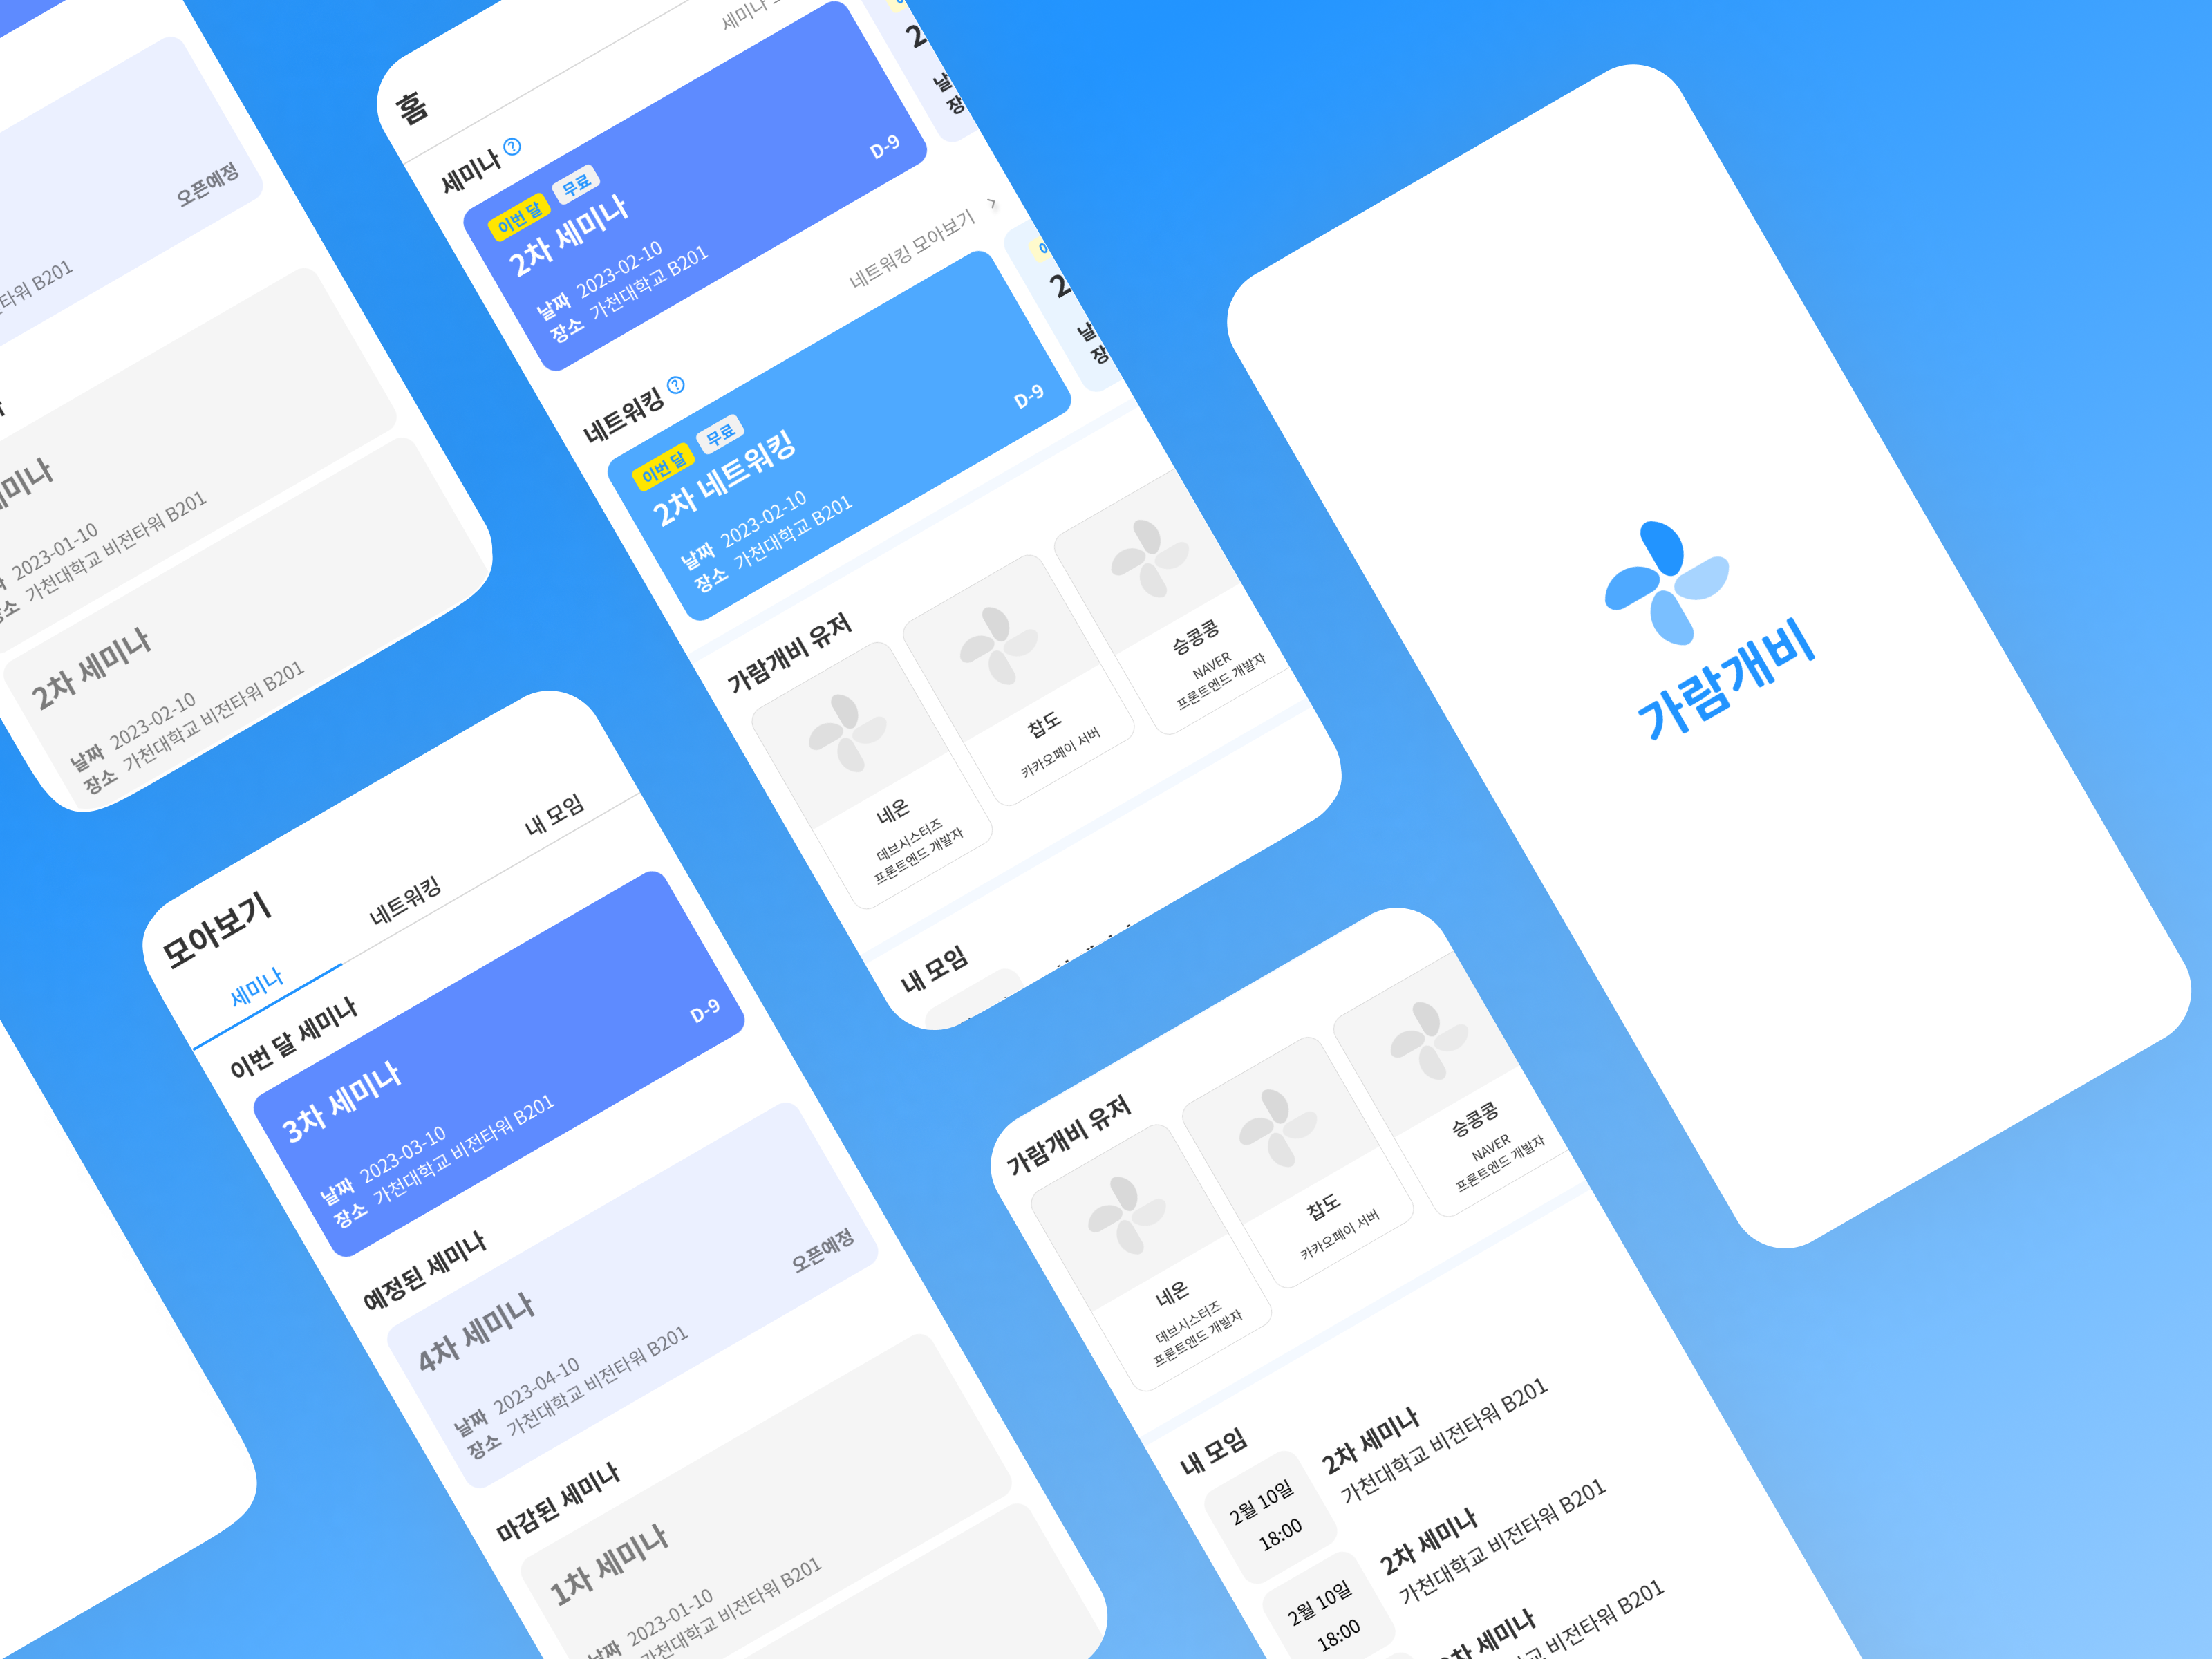 오픈예정
타워 B201
세미나
2023-01-10
가천대학교 비전타워 B201
2차 세미나
날짜 2023-02-10
장소 가천대학교 비전타워 B201
홈
세미나
세미나 ?
이번 달 무료
2차 세미나
D-9
날짜 2023-02-10
장소 가천대학교 B201
2
날
장
네트워킹 ?
네트워킹 모아보기 >
이번 달 무료
2차 네트워킹
D-9
날짜 2023-02-10
장소 가천대학교 B201
2
날
장
가람개비 유저
네온
데브시스터즈
프론트엔드 개발자
찹도
카카오페이 서버
승콩콩
NAVER
프론트엔드 개발자
내 모임
가람개비
모아보기
세미나 네트워킹 내 모임
이번 달 세미나
3차 세미나
D-9
날짜 2023-03-10
장소 가천대학교 비전타워 B201
예정된 세미나
4차 세미나
오픈예정
날짜 2023-04-10
장소 가천대학교 비전타워 B201
마감된 세미나
1차 세미나
날짜 2023-01-10
가천대학교 비전타워 B201
가람개비 유저
네온
데브시스터즈
프론트엔드 개발자
찹도
카카오페이 서버
승콩콩
NAVER
프론트엔드 개발자
내 모임
2월 10일
18:00
2차 세미나
가천대학교 비전타워 B201
2월 10일
18:00
2차 세미나
가천대학교 비전타워 B201
세미나
비전타워 B201